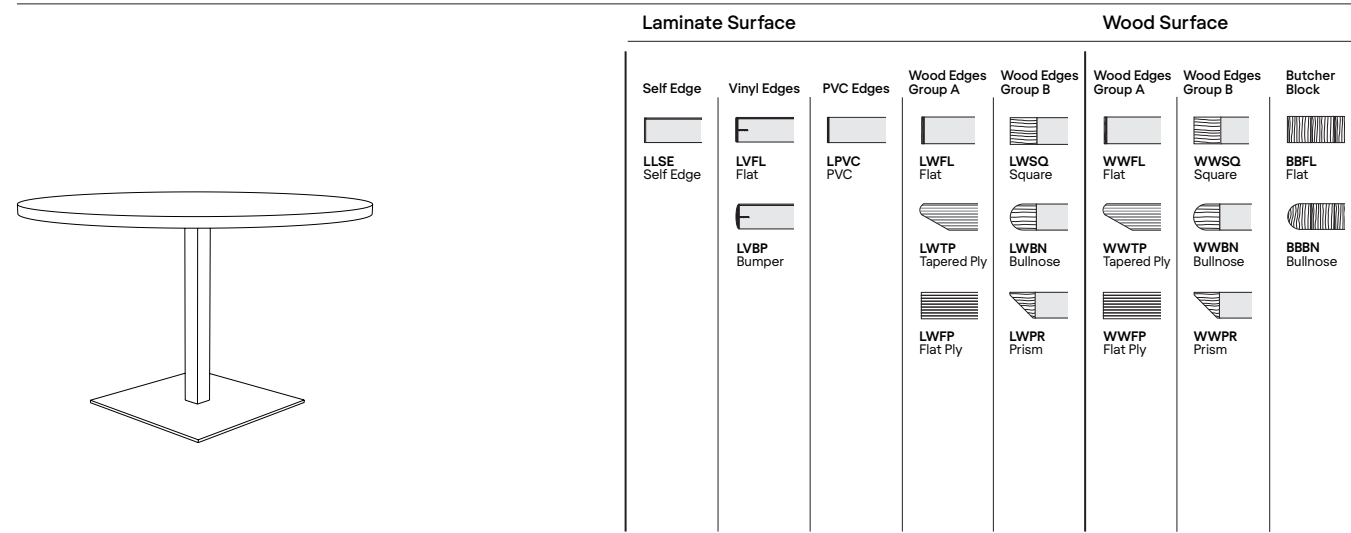 Laminate Surface
Wood Surface
Self Edge
Vinyl Edges
PVC Edges
Wood Edges
Group A
Wood Edges
Group B
Wood Edges
Group A
Wood Edges
Group B
Butcher
Block
LLSE
Self Edge
LVFL
Flat
LPVC
PVC
LWFL
Flat
LWSQ
Square
WWFL
Flat
WWSQ
Square
BBFL
Flat
LVBP
Bumper
LWTP
Tapered Ply
LWBN
Bullnose
WWTP
Tapered Ply
WWBN
Bullnose
BBBN
Bullnose
LWFP
Flat Ply
LWPR
Prism
WWFP
Flat Ply
WWPR
Prism